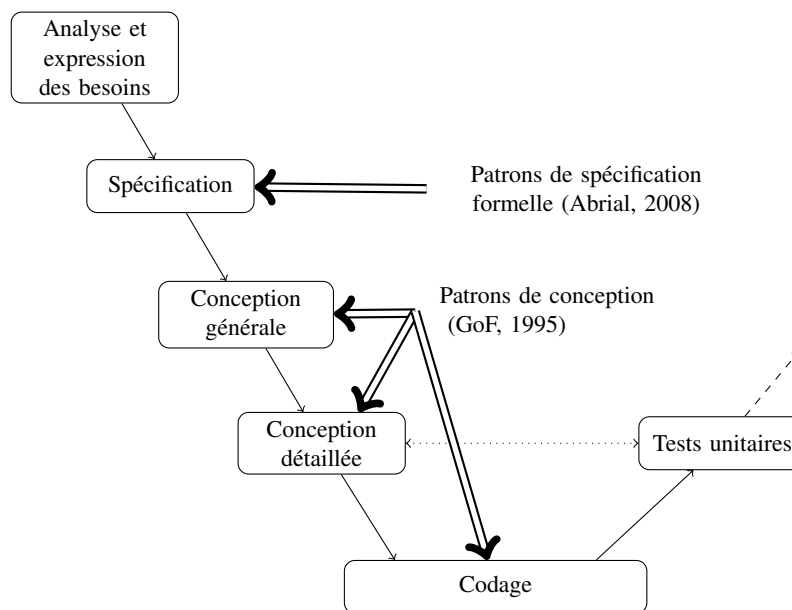 Analyse et
expression
des besoins
Spécification
Patrons de spécification
formelle (Abrial, 2008)
Conception
générale
Patrons de conception
(GoF, 1995)
Conception
détaillée
Tests unitaires
Codage